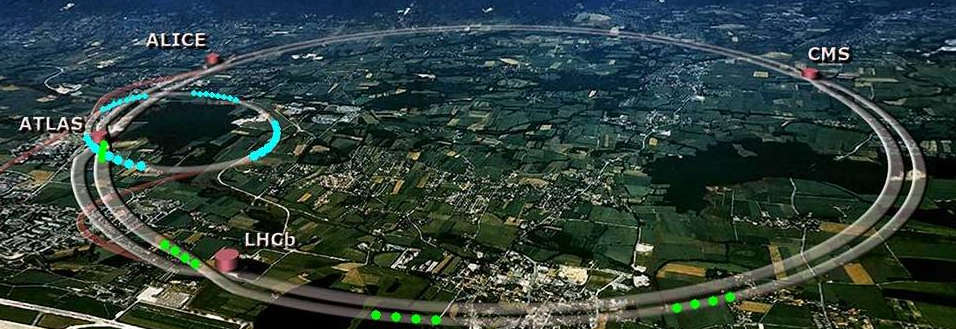 ALICE
CMS
ATLAS
LHCb